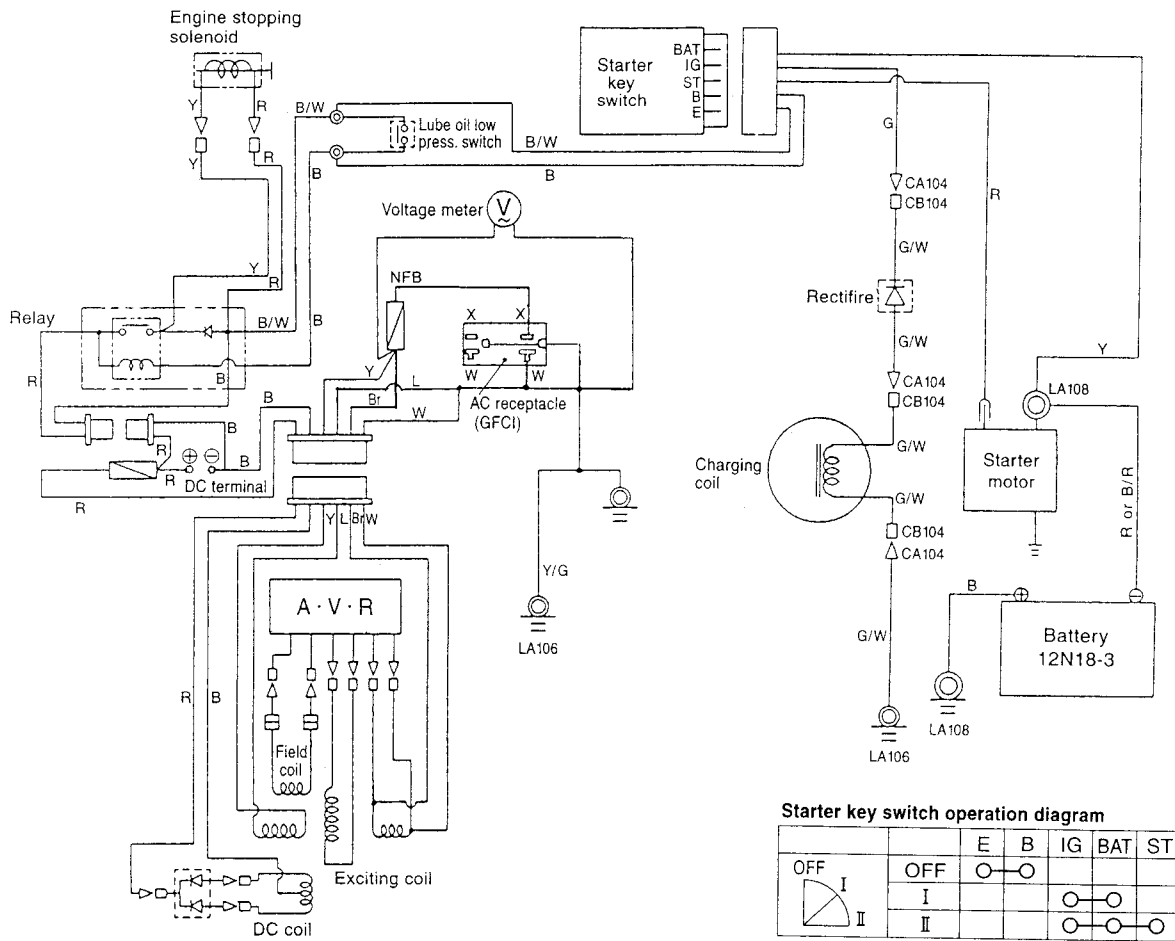 Engine stopping
solenoid
Y
R
Y
R
B/W
B
Lube oil low
press. switch
B/W
B
Starter
key
switch
BAT
IG
ST
B
E
G
CA104
CB104
R
G/W
Rectifire
G/W
CA104
CB104
Y
LA108
Voltage meter
V
NFB
Y
R
Relay
B/W
B
B
R
X
X
W
W
AC receptacle
(GFCI)
Y
L
Br
W
B
B
B
R
R
DC terminal
R
Charging
coil
G/W
G/W
CB104
CA104
G/W
LA106
Starter
motor
R or B/R
B
Battery
12N18-3
LA108
Y
L
Br
W
Y/G
LA106
A・V・R
R
B
Field
coil
Exciting coil
DC coil
Starter key switch operation diagram
E B IG BAT ST
OFF
I
II
OFF
I
II